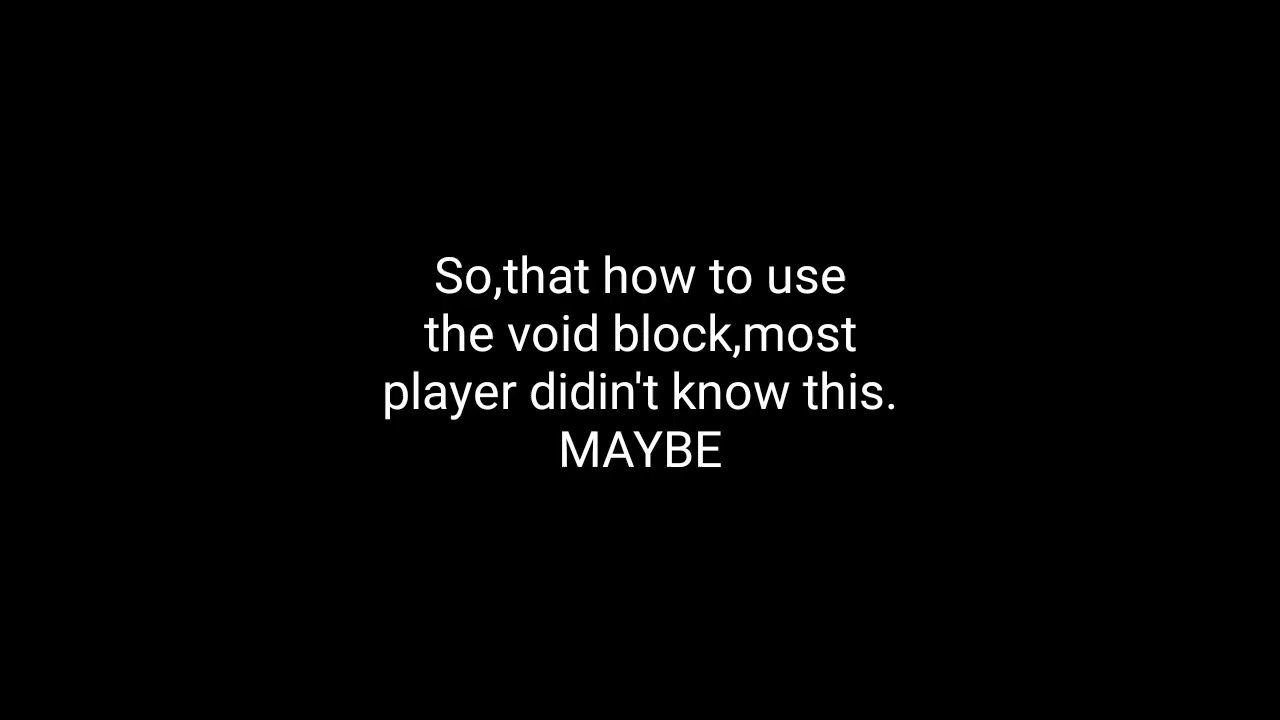 So,that how to use
the void block,most
player didin't know this.
MAYBE